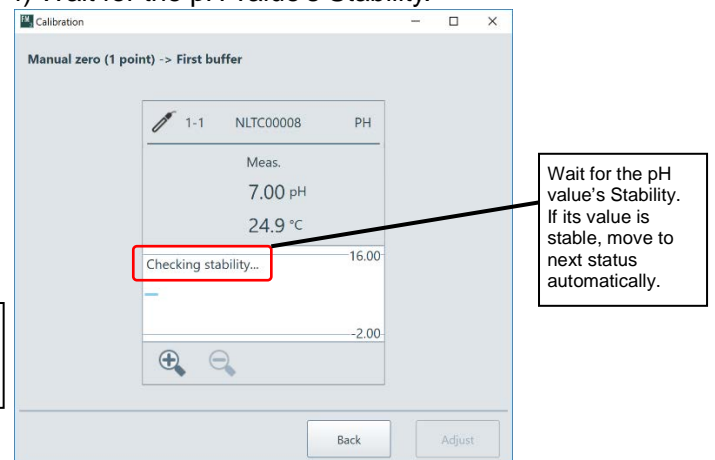 Wait for the pH value's Stability.
FM Calibration
Manual zero (1 point) -> First buffer
1-1 NLTC00008 PH
Meas.
7.00 pH
24.9 °C
Checking stability...
16.00
-2.00
Back
Adjust
Wait for the pH
value's Stability.
If its value is
stable, move to
next status
automatically.